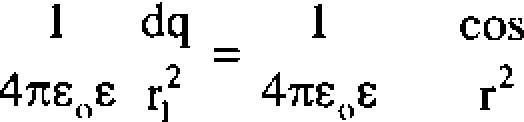 1 dq = 1 cos
4πε₀ε r₁² 4πε₀ε r²